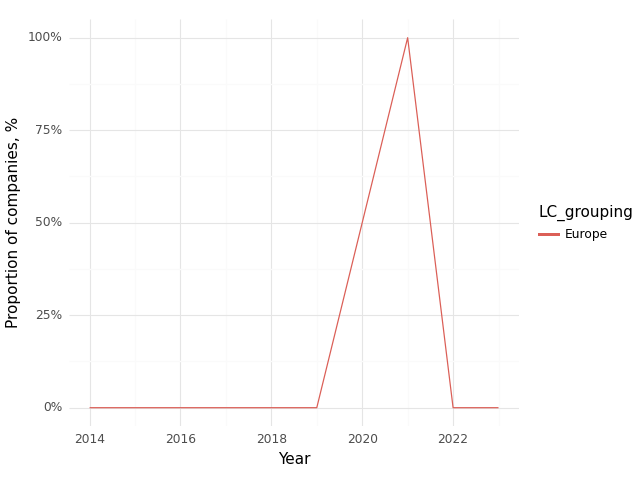 100%
75%
50%
25%
0%
Proportion of companies, %
2014 2016 2018 2020 2022
Year
LC_grouping
Europe